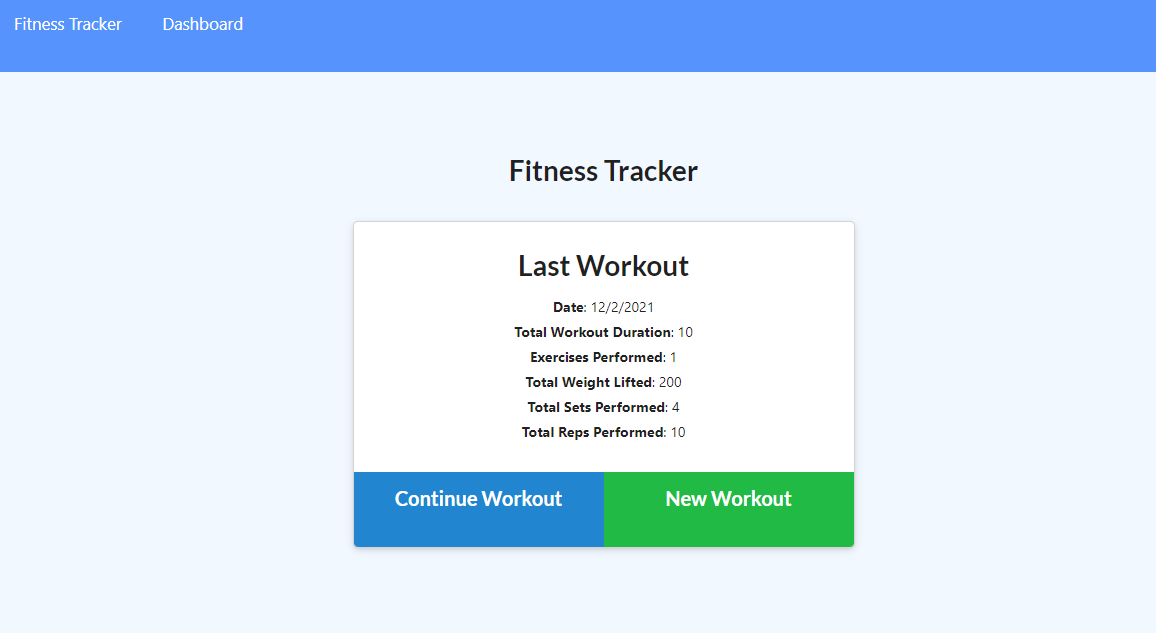 Fitness Tracker Dashboard
Fitness Tracker
Last Workout
Date: 12/2/2021
Total Workout Duration: 10
Exercises Performed: 1
Total Weight Lifted: 200
Total Sets Performed: 4
Total Reps Performed: 10
Continue Workout New Workout